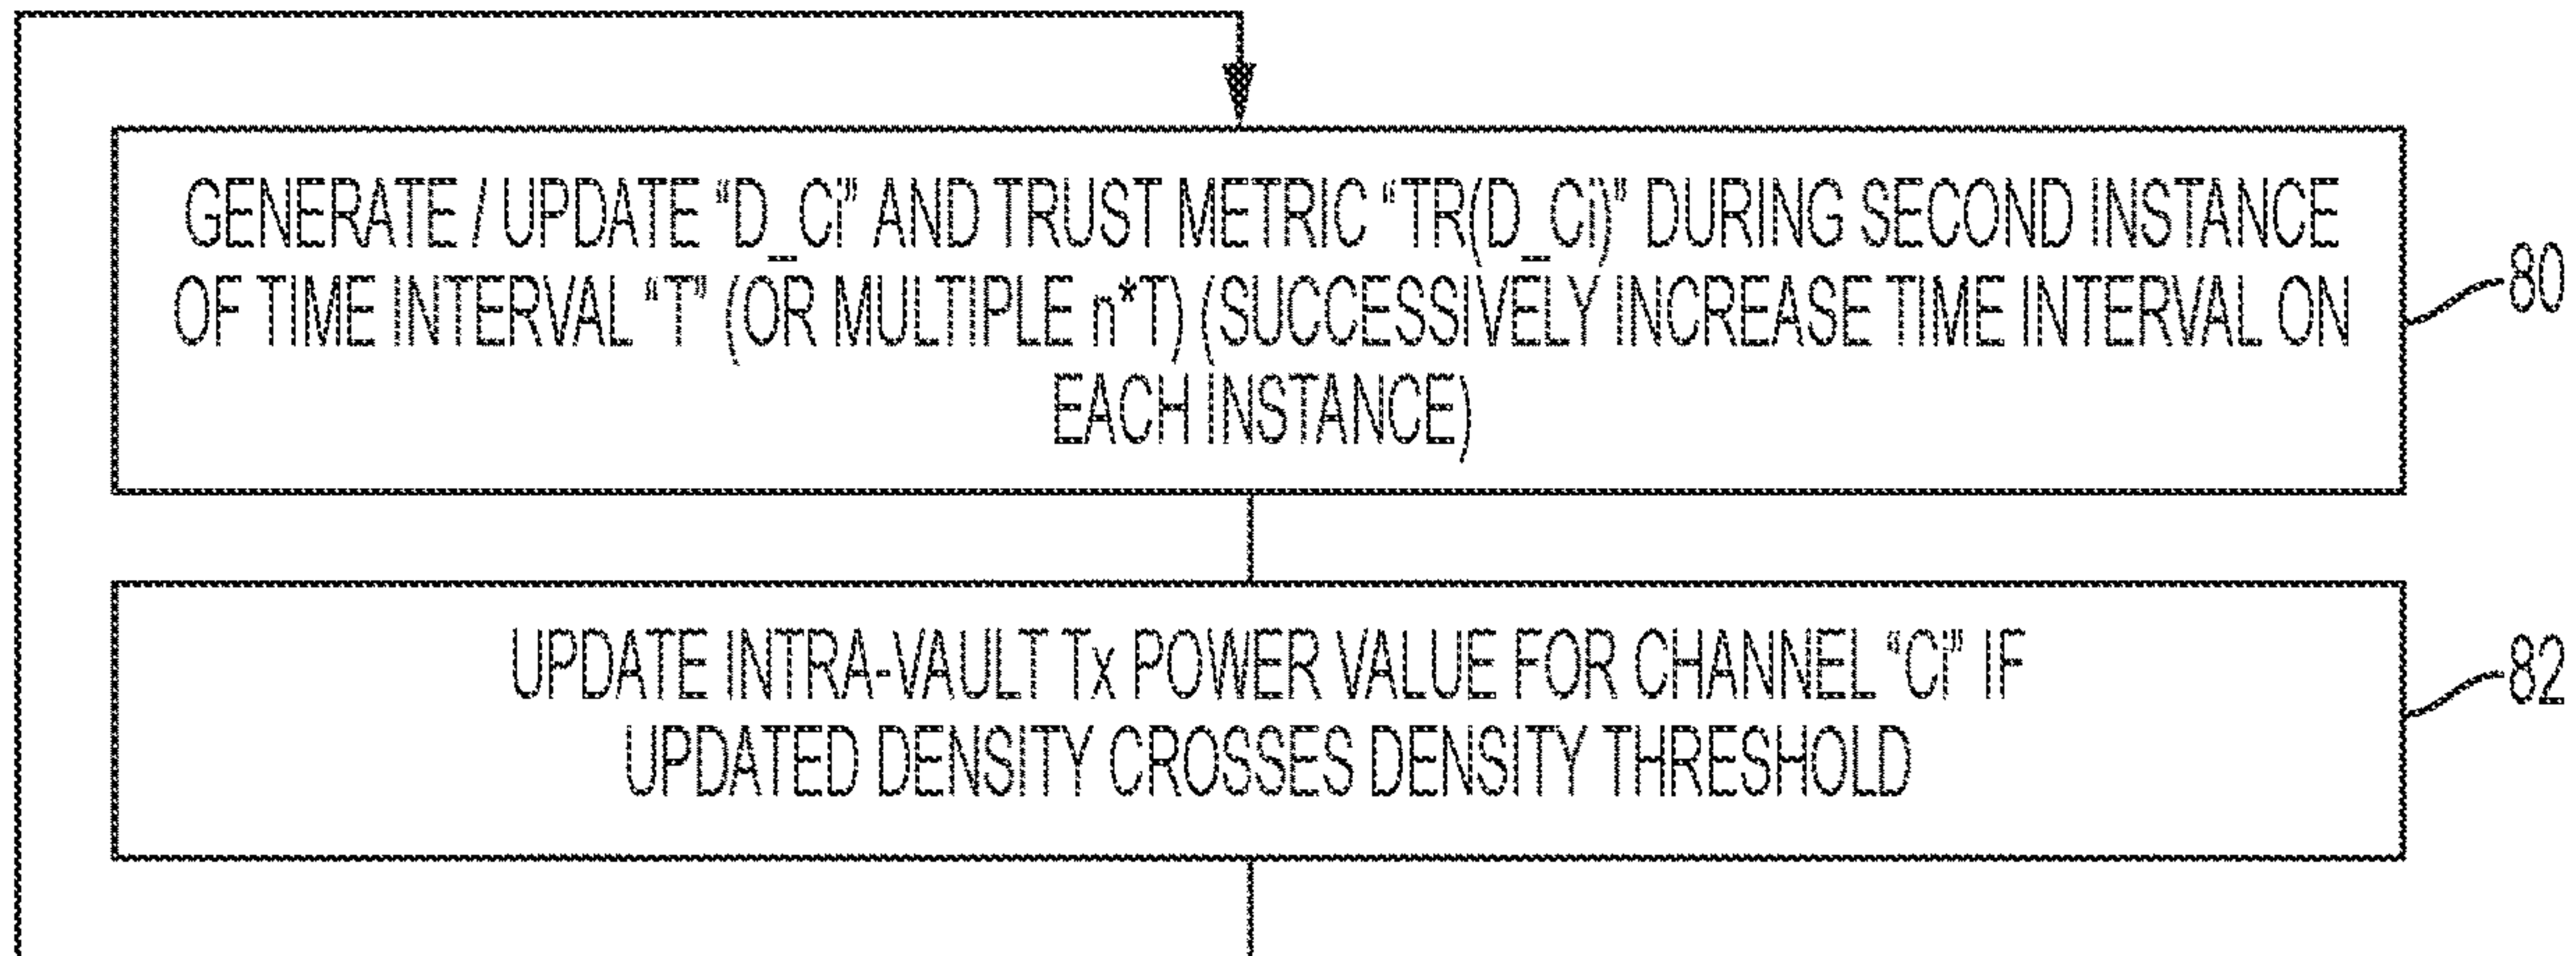 GENERATE / UPDATE “D_Ci” AND TRUST METRIC “TR(D_Ci)” DURING SECOND INSTANCE
OF TIME INTERVAL “T” (OR MULTIPLE n*T) (SUCCESSIVELY INCREASE TIME INTERVAL ON
EACH INSTANCE)
80
UPDATE INTRA-VAULT Tx POWER VALUE FOR CHANNEL “Ci” IF
UPDATED DENSITY CROSSES DENSITY THRESHOLD
82